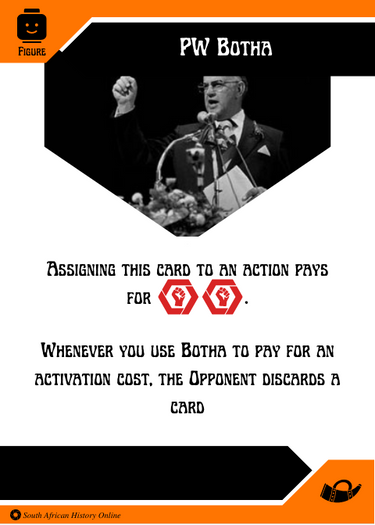 Figure
PW Botha
Assigning this card to an action pays
for .
Whenever you use Botha to pay for an
activation cost, the Opponent discards a
card
South African History Online